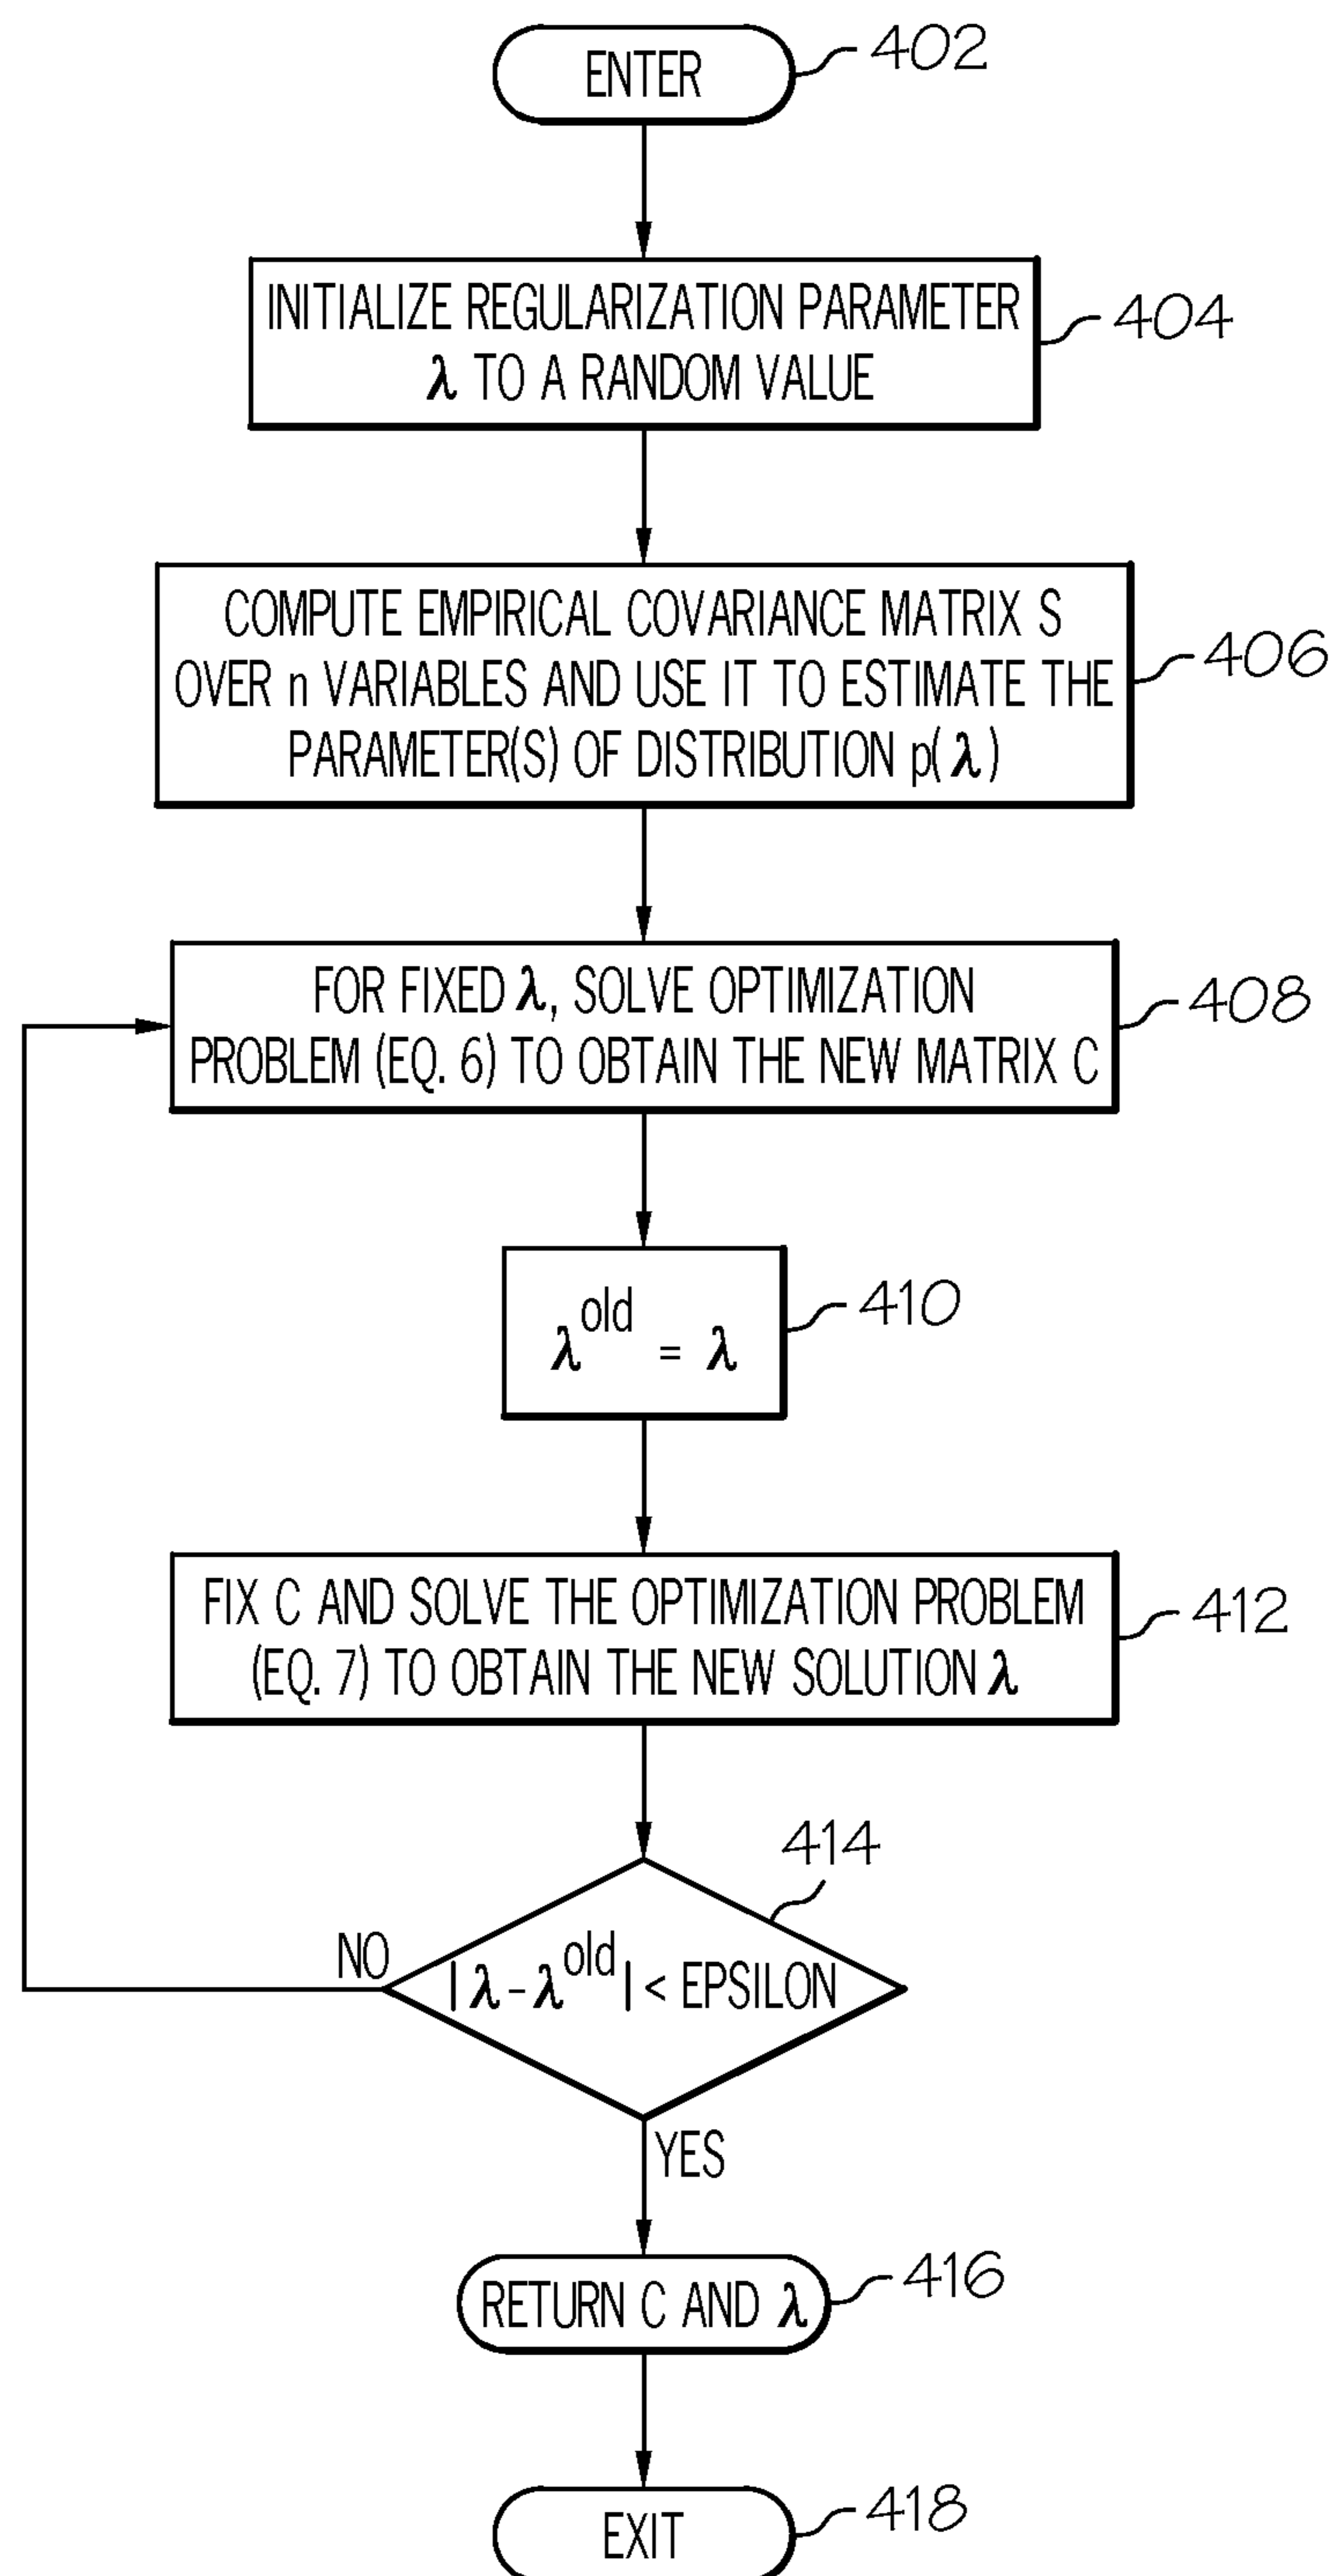 ENTER
402
INITIALIZE REGULARIZATION PARAMETER
λ TO A RANDOM VALUE
404
COMPUTE EMPIRICAL COVARIANCE MATRIX S
OVER n VARIABLES AND USE IT TO ESTIMATE THE
PARAMETER(S) OF DISTRIBUTION p(λ)
406
FOR FIXED λ, SOLVE OPTIMIZATION
PROBLEM (EQ. 6) TO OBTAIN THE NEW MATRIX C
408
λ^old = λ
410
FIX C AND SOLVE THE OPTIMIZATION PROBLEM
(EQ. 7) TO OBTAIN THE NEW SOLUTION λ
412
414
NO
|λ-λ^old| < EPSILON
YES
RETURN C AND λ
416
EXIT
418